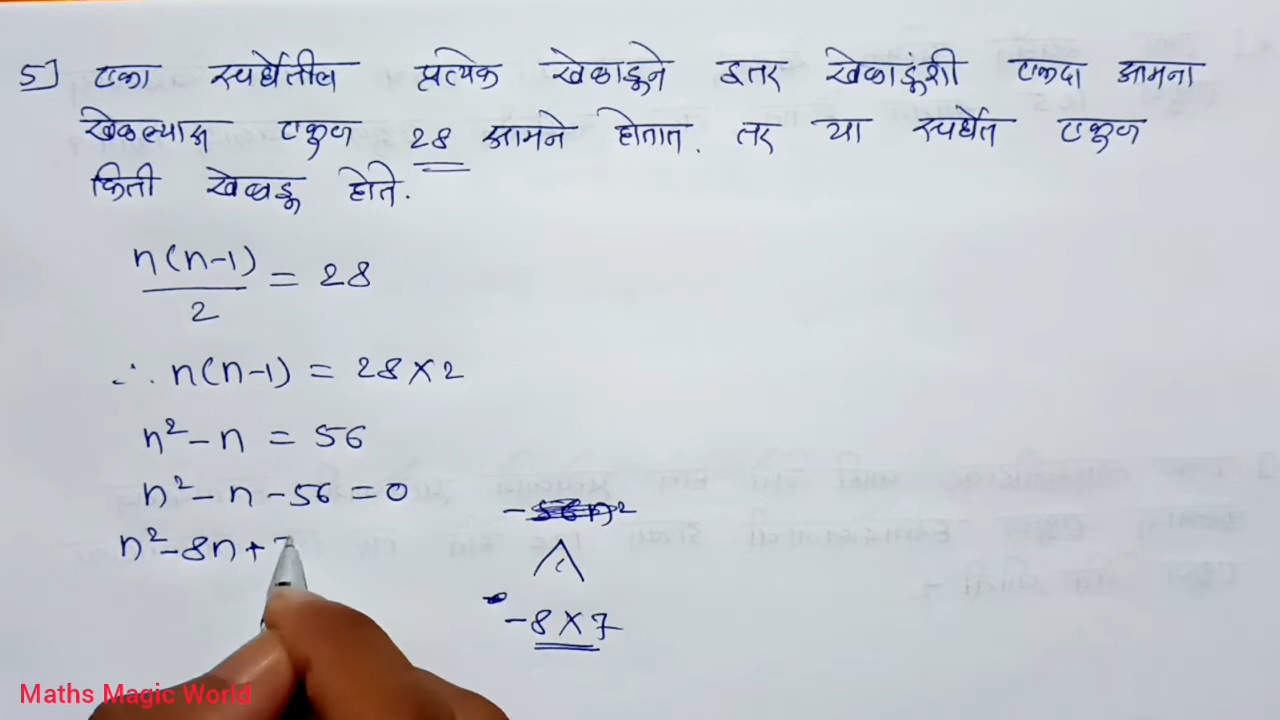 5] एका स्पर्धेतील प्रत्येक खेळाडूने इतर खेळाडूंशी एकदा सामना
खेळल्यास एकूण 28 सामने होतात. तर या स्पर्धेत एकूण
किती खेळाडू होते.
n(n-1)/2 = 28
∴ n(n-1) = 28×2
n² - n = 56
n² - n - 56 = 0
n² - 8n + 7
-8 × 7
Maths Magic World